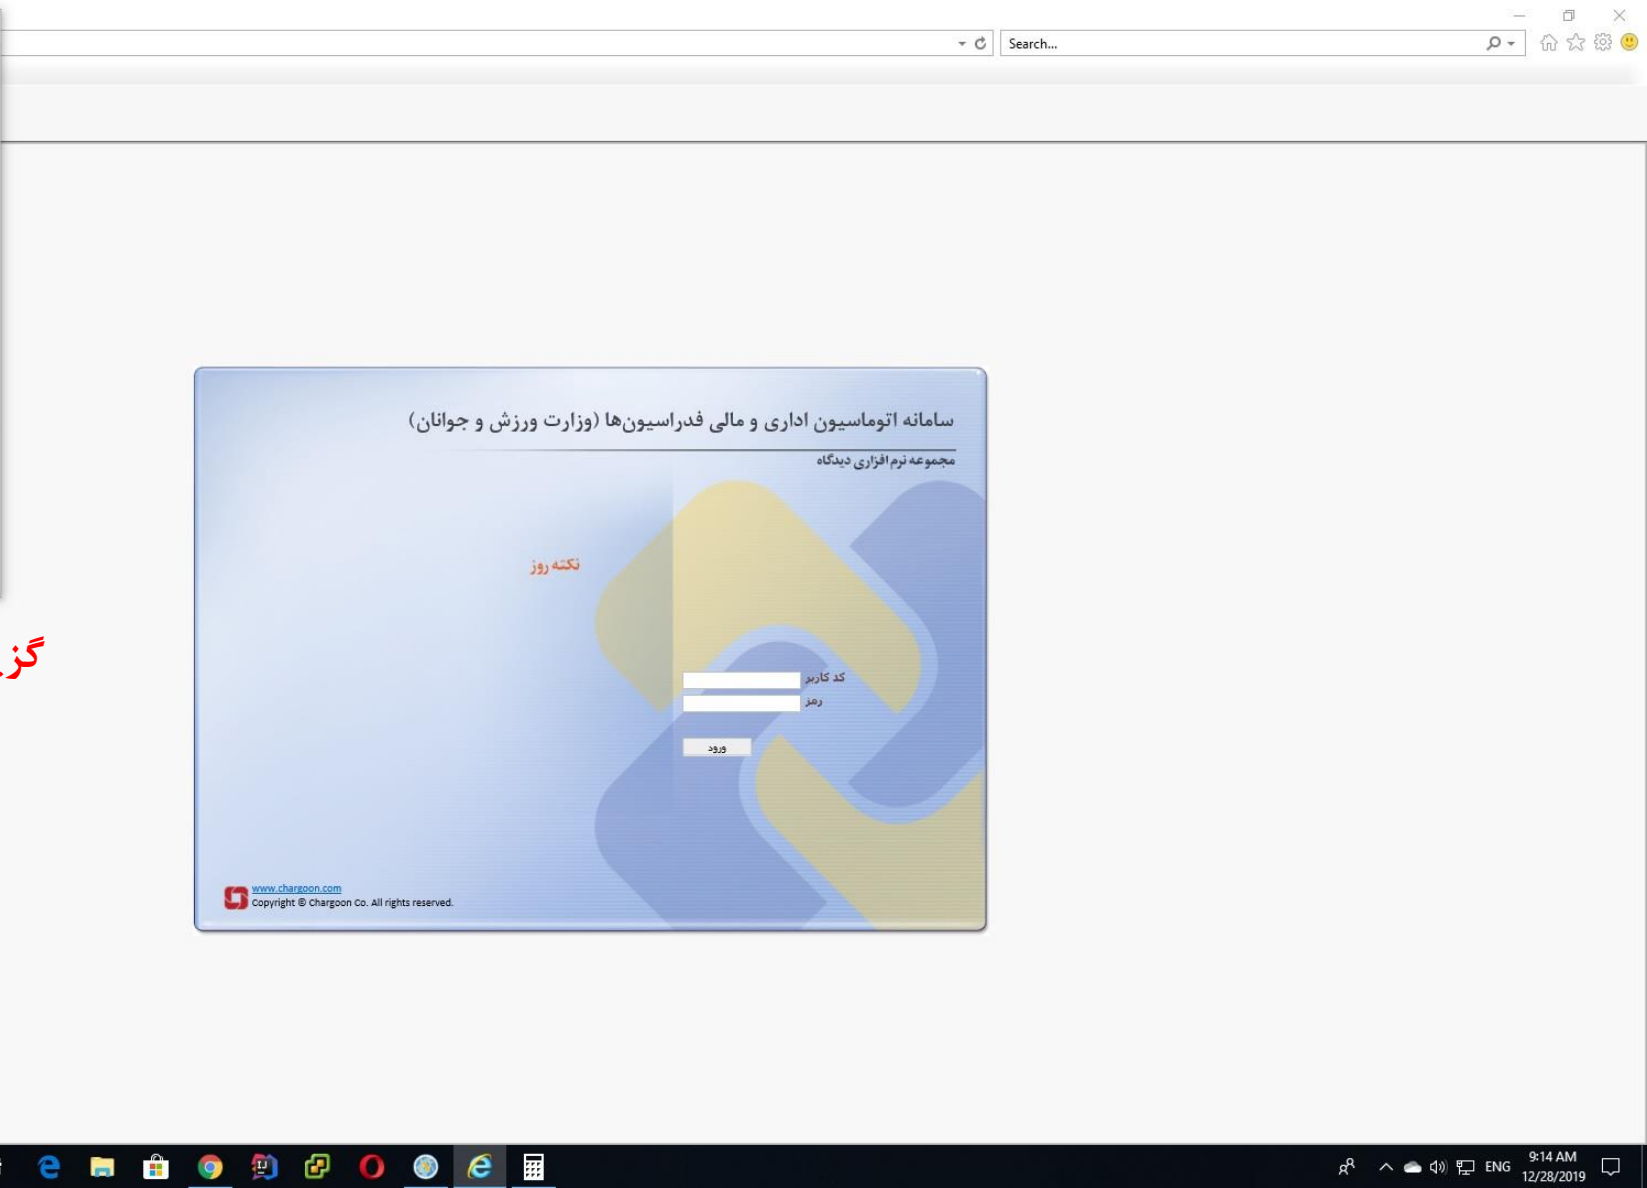 Search...
سامانه اتوماسیون اداری و مالی فدراسیون‌ها (وزارت ورزش و جوانان)
مجموعه نرم افزاری دیدگاه
نکته روز
کد کاربر
رمز
ورود
www.chargoon.com
Copyright © Chargoon Co. All rights reserved.
ENG
9:14 AM
12/28/2019